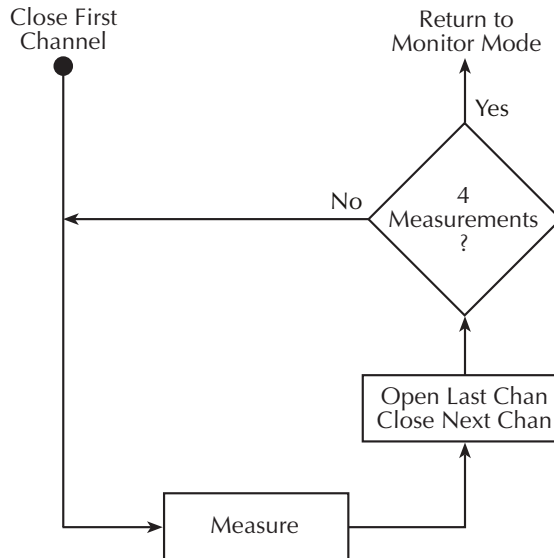 Close First
Channel
Return to
Monitor Mode
Yes
No
4
Measurements
?
Open Last Chan
Close Next Chan
Measure